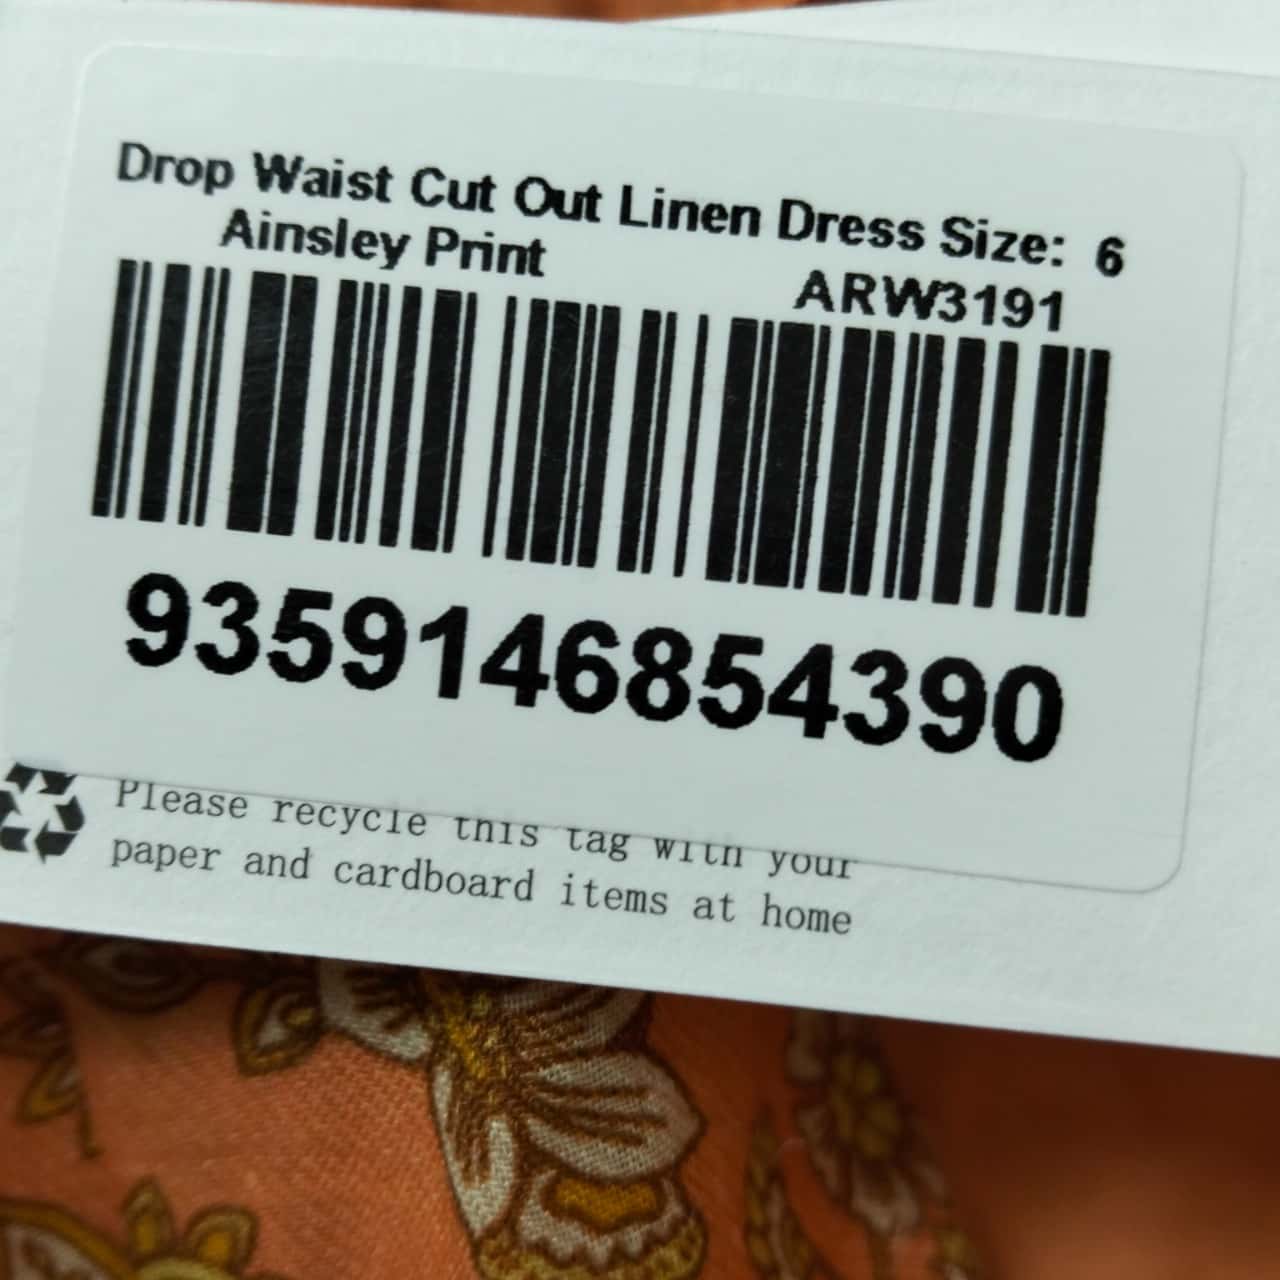 Drop Waist Cut Out Linen Dress Size: 6
Ainsley Print ARW3191
9359146854390
Please recycle this tag with your
paper and cardboard items at home